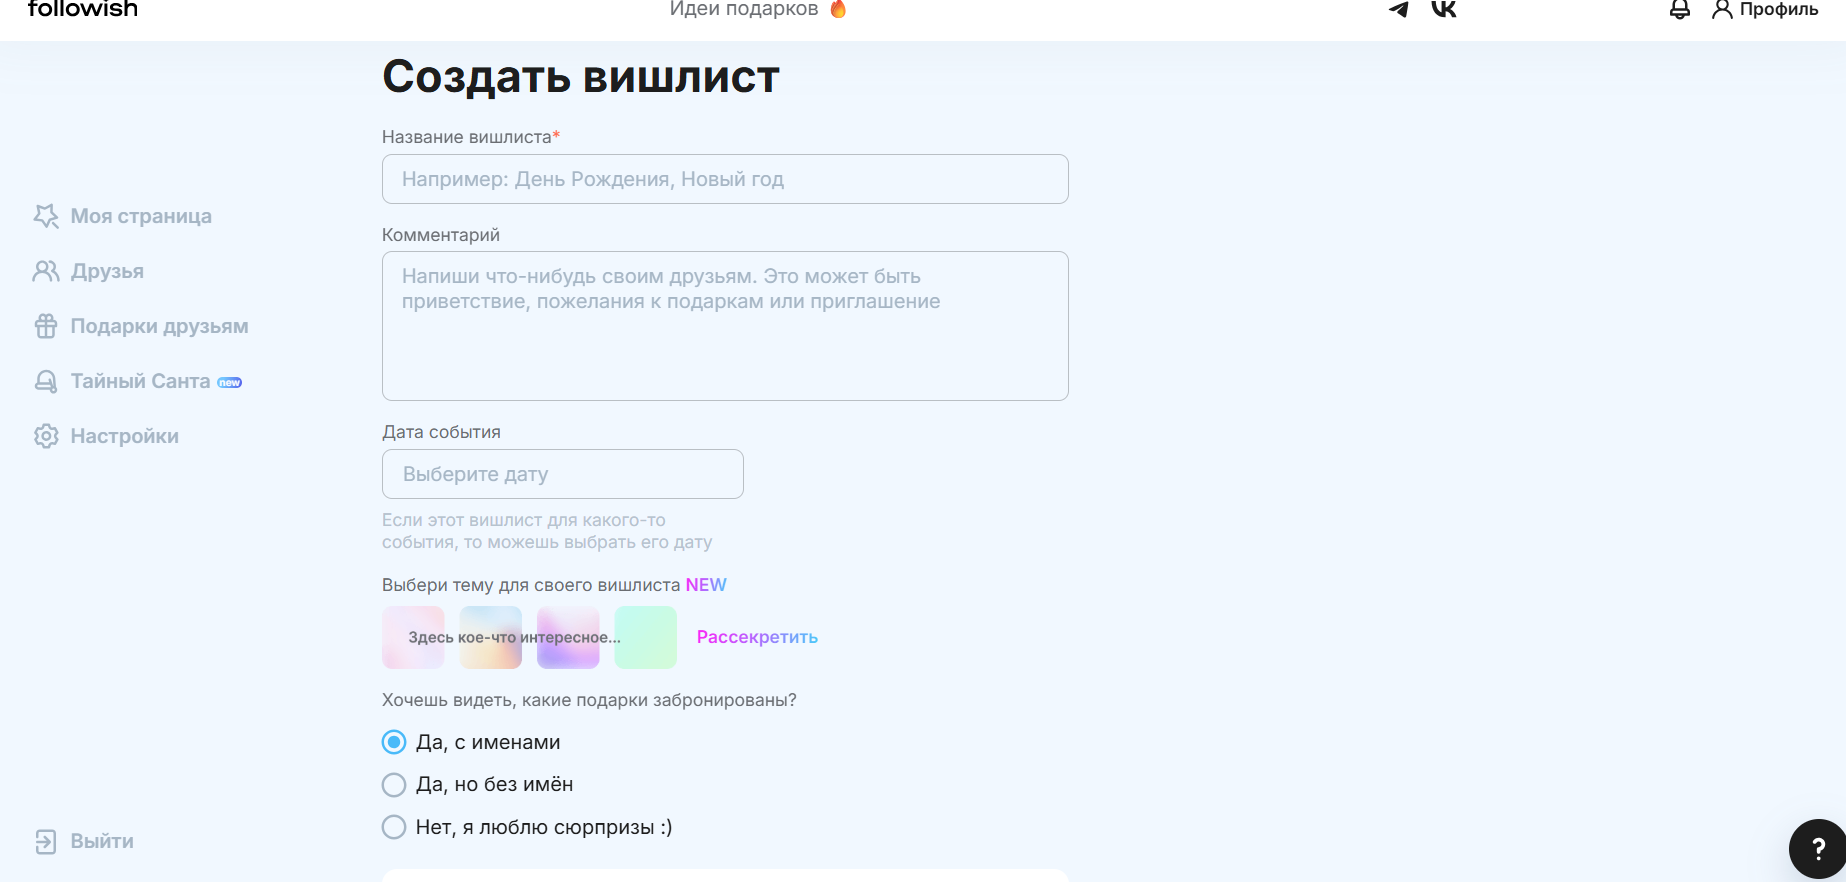 followish
Идеи подарков
Профиль
Создать вишлист
Название вишлиста*
Например: День Рождения, Новый год
Комментарий
Напиши что-нибудь своим друзьям. Это может быть
приветствие, пожелания к подаркам или приглашение
Дата события
Выберите дату
Если этот вишлист для какого-то
события, то можешь выбрать его дату
Выбери тему для своего вишлиста NEW
Здесь кое-что интересное...
Рассекретить
Хочешь видеть, какие подарки забронированы?
Да, с именами
Да, но без имён
Нет, я люблю сюрпризы :)
Моя страница
Друзья
Подарки друзьям
Тайный Санта new
Настройки
Выйти
?